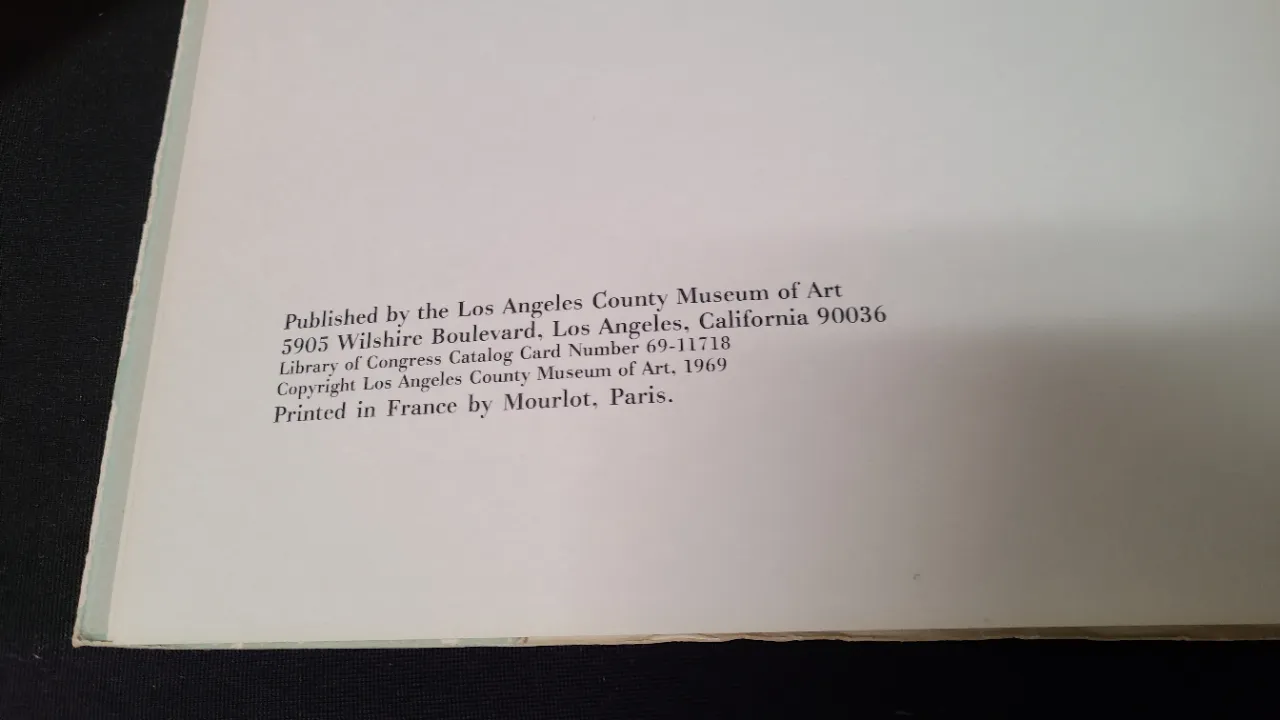 Published by the Los Angeles County Museum of Art
5905 Wilshire Boulevard, Los Angeles, California 90036
Library of Congress Catalog Card Number 69-11718
Copyright Los Angeles County Museum of Art, 1969
Printed in France by Mourlot, Paris.